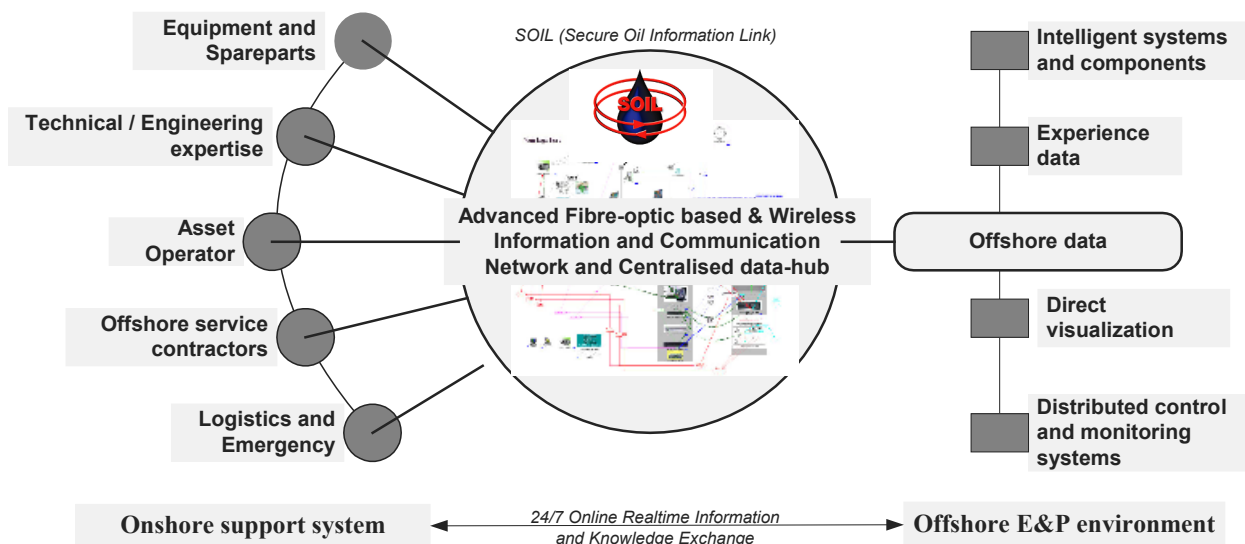 SOIL (Secure Oil Information Link)
Equipment and
Spareparts
Technical / Engineering
expertise
Asset
Operator
Offshore service
contractors
Logistics and
Emergency
SOIL
Advanced Fibre-optic based & Wireless
Information and Communication
Network and Centralised data-hub
Intelligent systems
and components
Experience
data
Offshore data
Direct
visualization
Distributed control
and monitoring
systems
Onshore support system
24/7 Online Realtime Information
and Knowledge Exchange
Offshore E&P environment